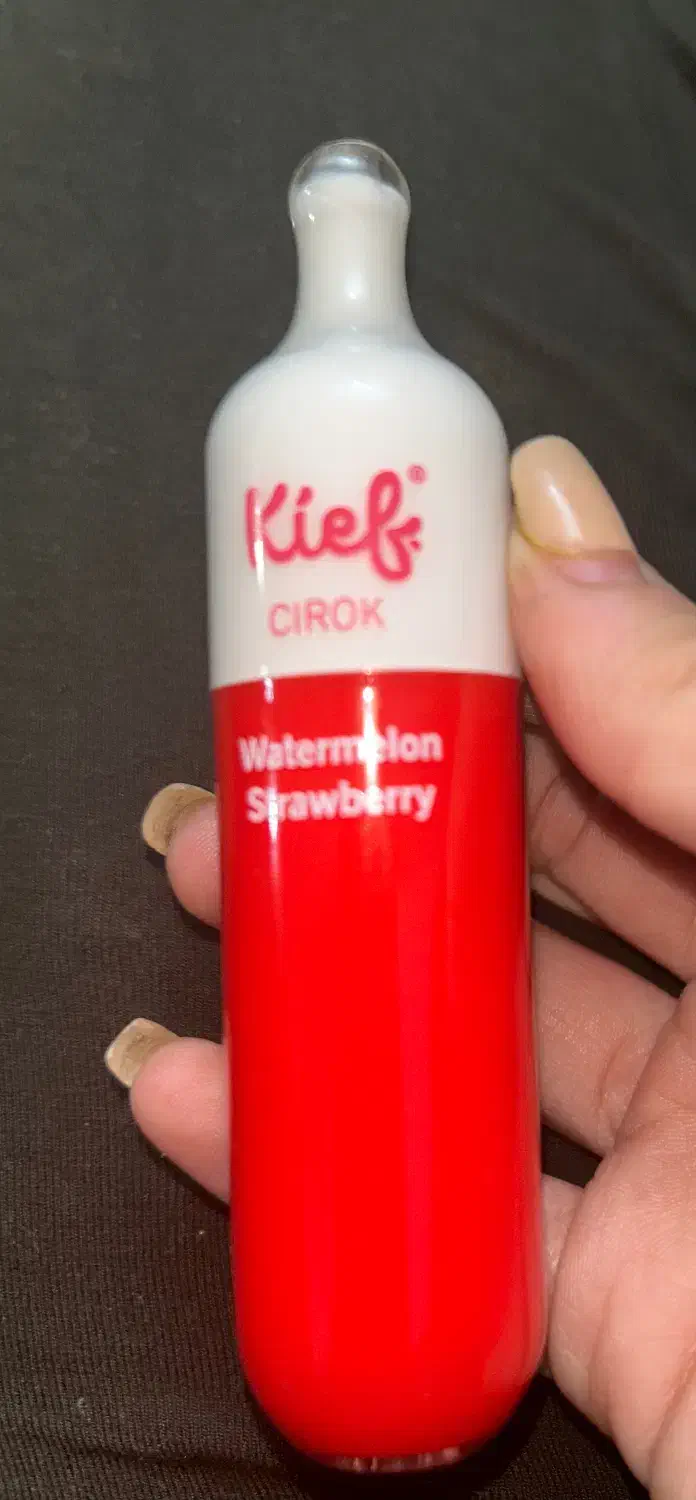 Kief®
CIROK
Watermelon
Strawberry